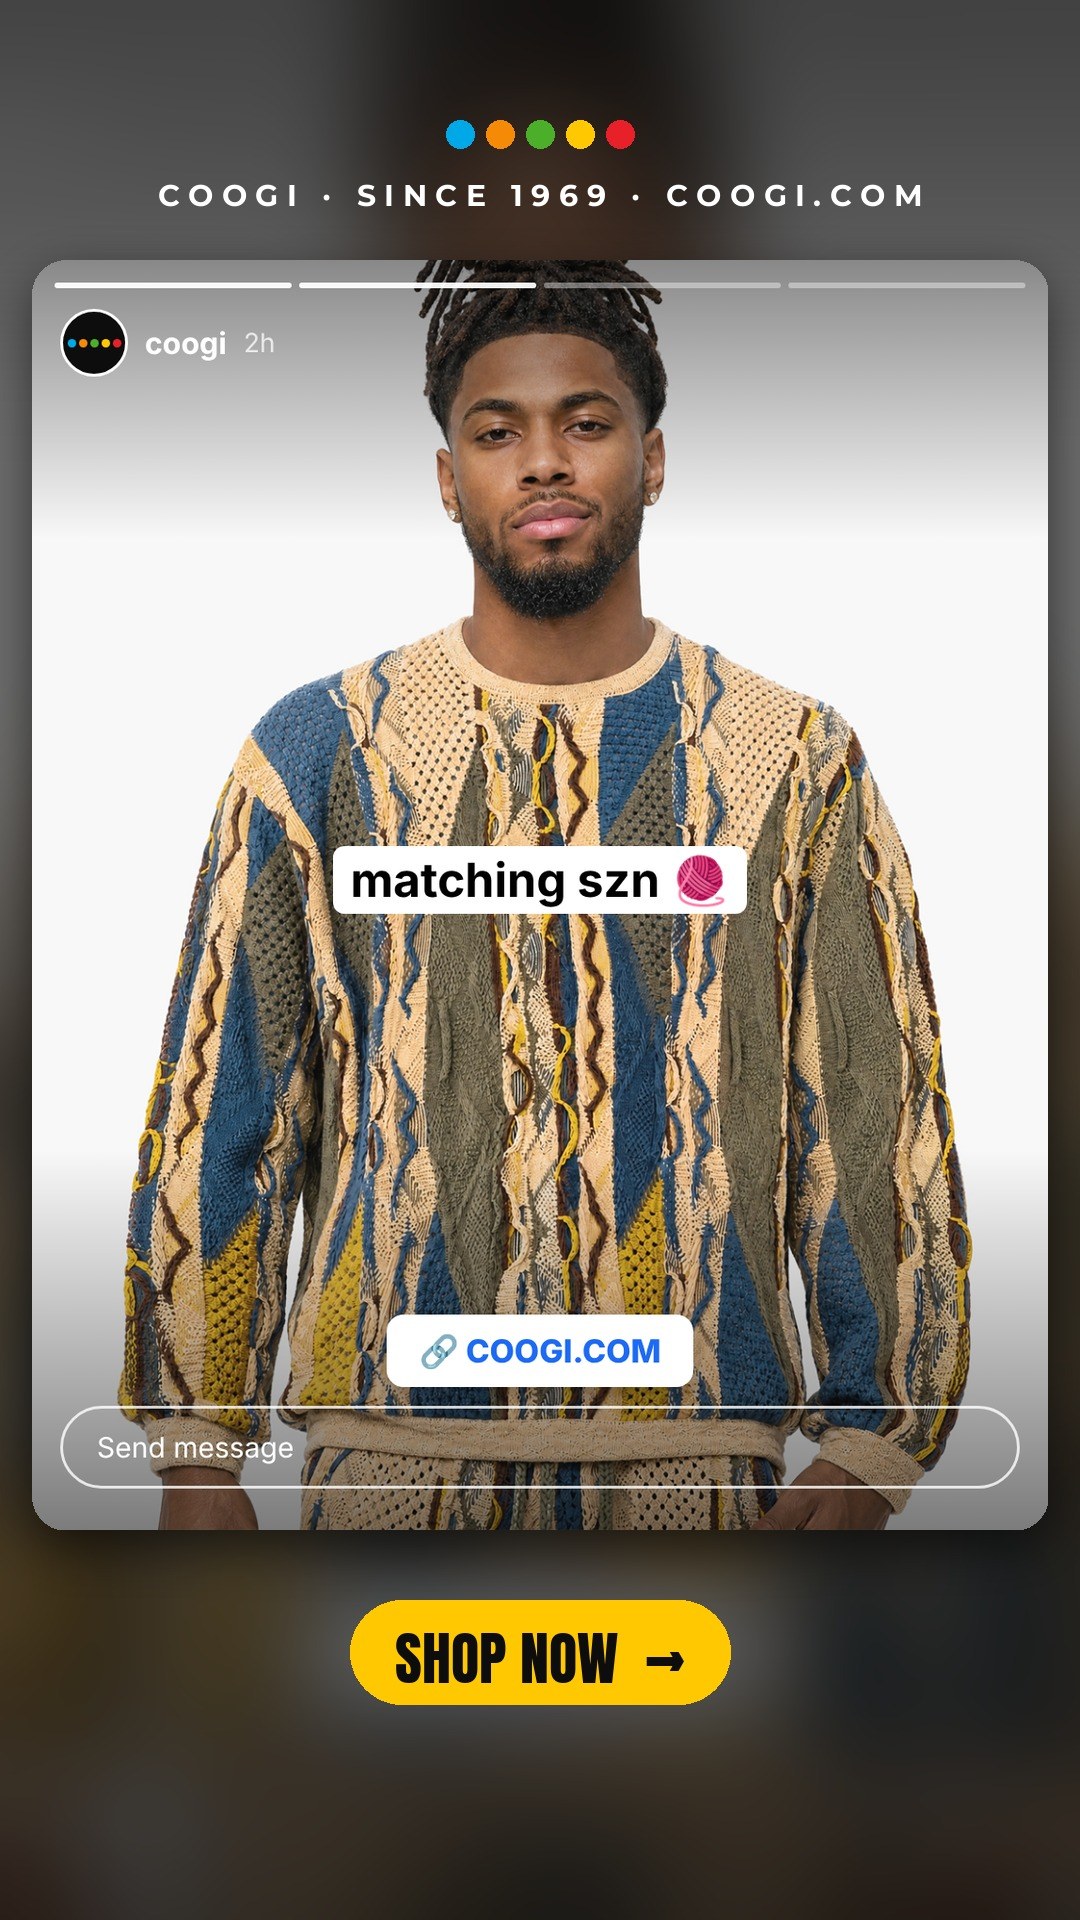 COOGI · SINCE 1969 · COOGI.COM
coogi 2h
matching szn 🧶
🔗 COOGI.COM
Send message
SHOP NOW →